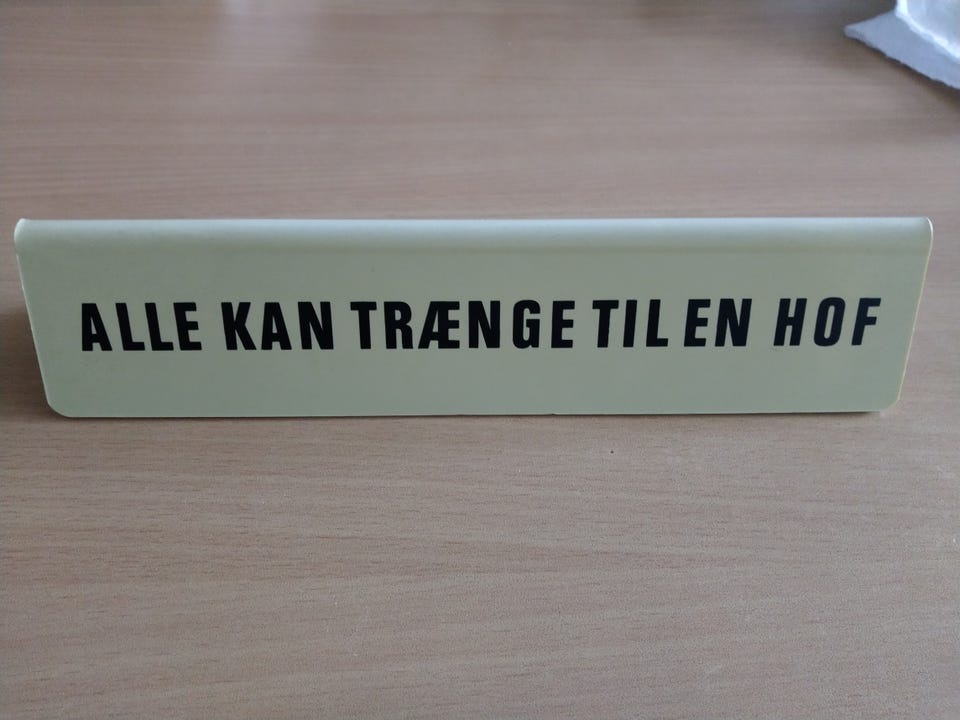 ALLE KAN TRÆNGE TIL EN HOF